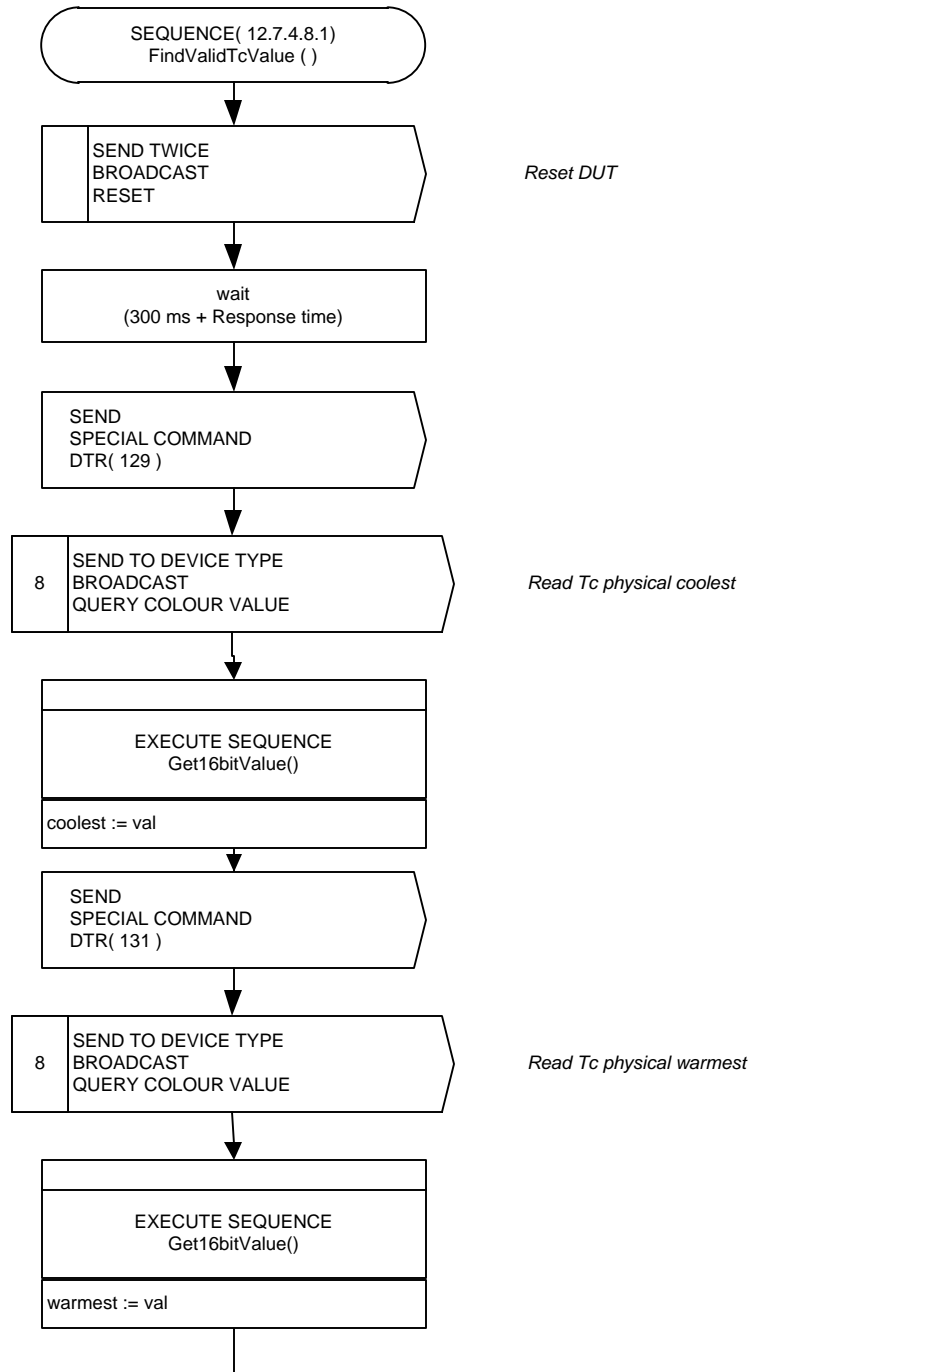 SEQUENCE( 12.7.4.8.1)
FindValidTcValue ( )
SEND TWICE
BROADCAST
RESET
Reset DUT
wait
(300 ms + Response time)
SEND
SPECIAL COMMAND
DTR( 129 )
8
SEND TO DEVICE TYPE
BROADCAST
QUERY COLOUR VALUE
Read Tc physical coolest
EXECUTE SEQUENCE
Get16bitValue()
coolest := val
SEND
SPECIAL COMMAND
DTR( 131 )
8
SEND TO DEVICE TYPE
BROADCAST
QUERY COLOUR VALUE
Read Tc physical warmest
EXECUTE SEQUENCE
Get16bitValue()
warmest := val